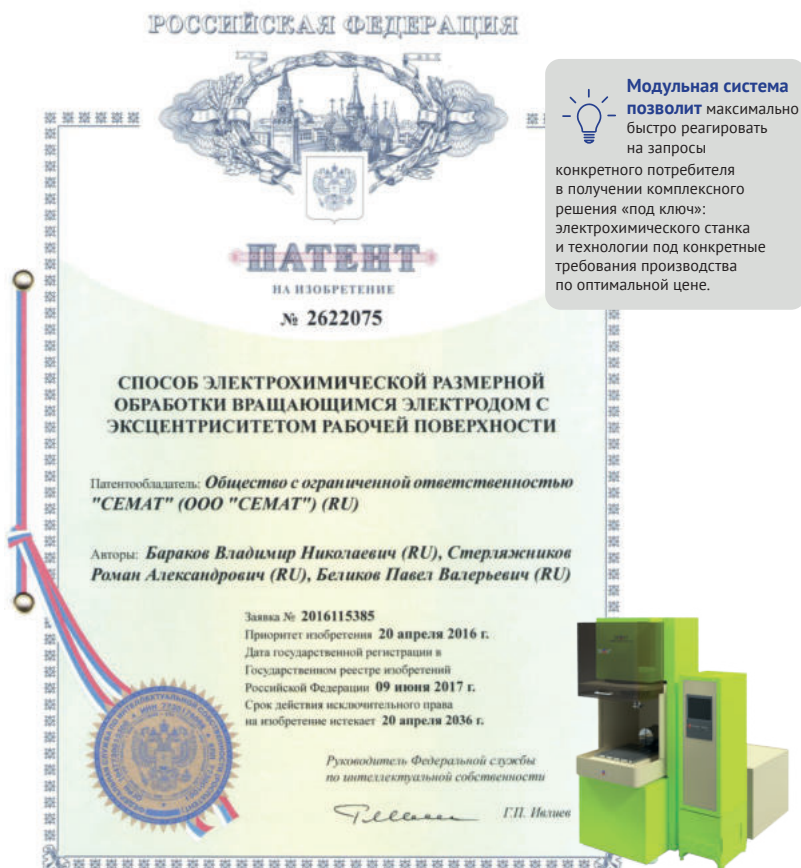 РОССИЙСКАЯ ФЕДЕРАЦИЯ
ПАТЕНТ
НА ИЗОБРЕТЕНИЕ
№ 2622075
СПОСОБ ЭЛЕКТРОХИМИЧЕСКОЙ РАЗМЕРНОЙ
ОБРАБОТКИ ВРАЩАЮЩИМСЯ ЭЛЕКТРОДОМ С
ЭКСЦЕНТРИСИТЕТОМ РАБОЧЕЙ ПОВЕРХНОСТИ
Патентообладатель: Общество с ограниченной ответственностью
"СЕМАТ" (ООО "СЕМАТ") (RU)
Авторы: Бараков Владимир Николаевич (RU), Стерляжников
Роман Александрович (RU), Беликов Павел Валерьевич (RU)
Заявка № 2016115385
Приоритет изобретения 20 апреля 2016 г.
Дата государственной регистрации в
Государственном реестре изобретений
Российской Федерации 09 июня 2017 г.
Срок действия исключительного права
на изобретение истекает 20 апреля 2036 г.
Руководитель Федеральной службы
по интеллектуальной собственности
Г.П. Ивлиев
Модульная система
позволит максимально
быстро реагировать
на запросы
конкретного потребителя
в получении комплексного
решения «под ключ»:
электрохимического станка
и технологии под конкретные
требования производства
по оптимальной цене.